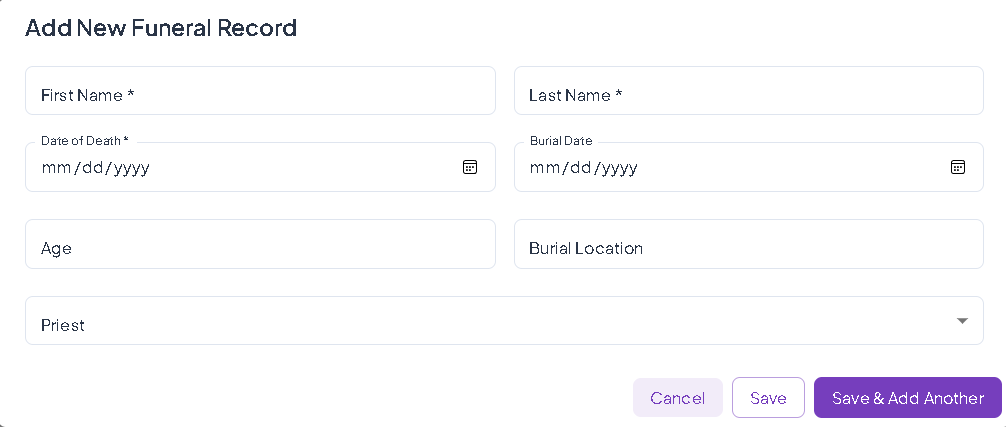 Add New Funeral Record
First Name * Last Name *
Date of Death * Burial Date
mm/dd/yyyy mm/dd/yyyy
Age Burial Location
Priest
Cancel Save Save & Add Another